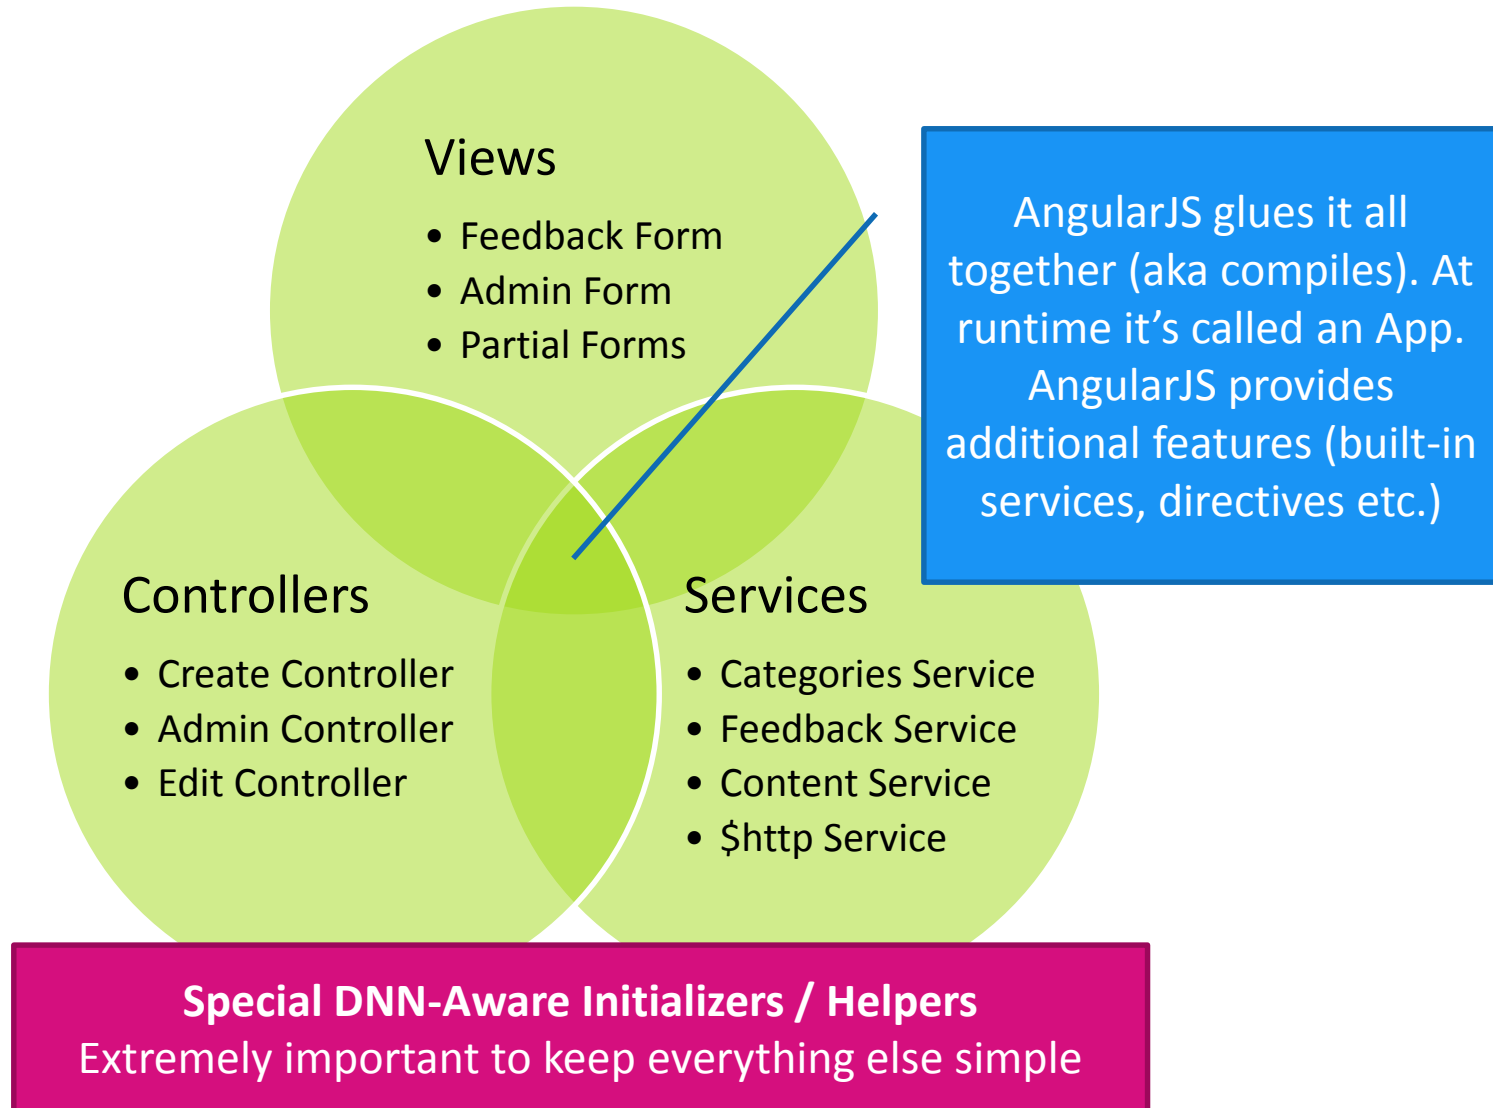 Views
• Feedback Form
• Admin Form
• Partial Forms
AngularJS glues it all
together (aka compiles). At
runtime it’s called an App.
AngularJS provides
additional features (built-in
services, directives etc.)
Controllers
• Create Controller
• Admin Controller
• Edit Controller
Services
• Categories Service
• Feedback Service
• Content Service
• $http Service
Special DNN-Aware Initializers / Helpers
Extremely important to keep everything else simple